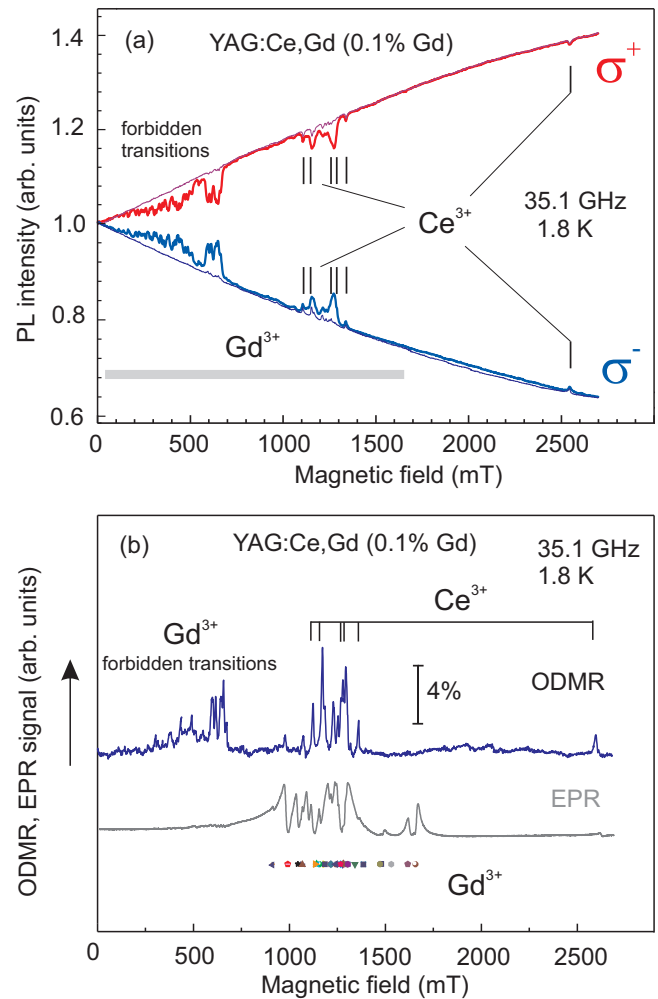 (a) YAG:Ce,Gd (0.1% Gd)
σ+
forbidden
transitions
35.1 GHz
1.8 K
Ce3+
Gd3+
σ-
PL intensity (arb. units)
1.4
1.2
1.0
0.8
0.6
0 500 1000 1500 2000 2500
Magnetic field (mT)
(b) YAG:Ce,Gd (0.1% Gd)
35.1 GHz
1.8 K
Ce3+
Gd3+
forbidden transitions
4%
ODMR
EPR
Gd3+
ODMR, EPR signal (arb. units)
0 500 1000 1500 2000 2500
Magnetic field (mT)